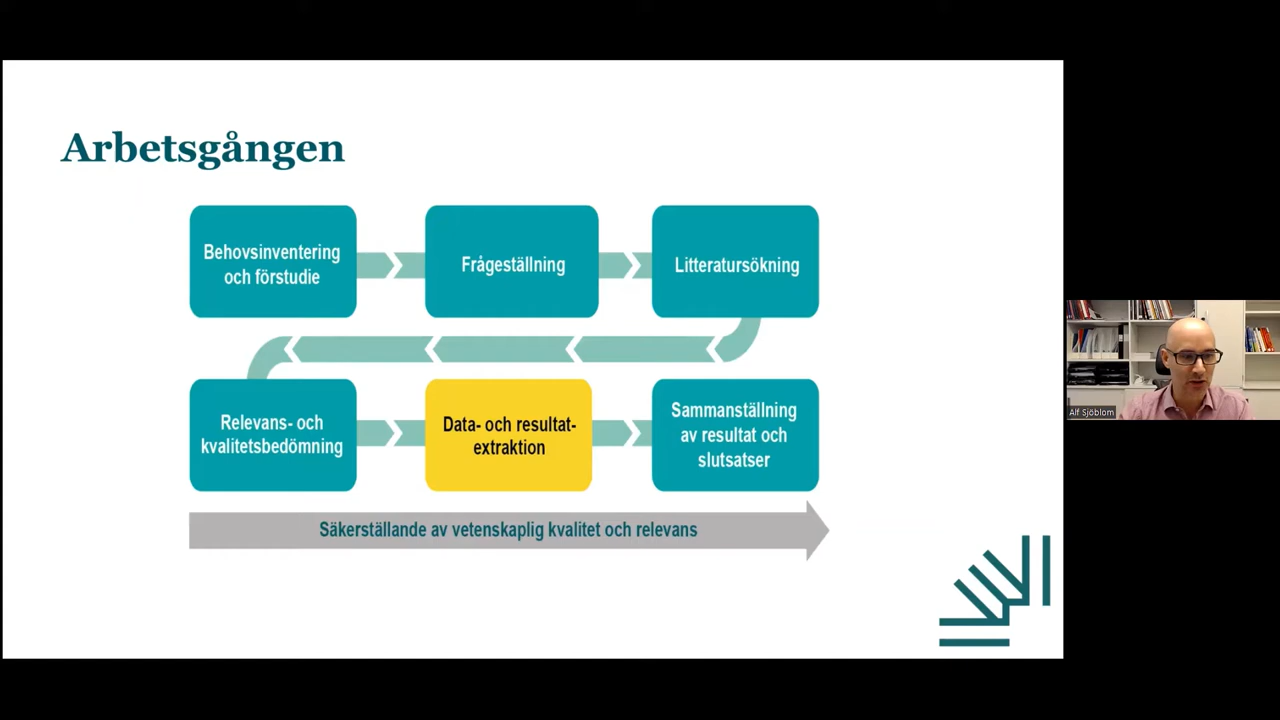 Arbetsgången
Behovsinventering
och förstudie
Frågeställning
Litteratursökning
Relevans- och
kvalitetsbedömning
Data- och resultat-
extraktion
Sammanställning
av resultat och
slutsatser
Säkerställande av vetenskaplig kvalitet och relevans
Alf Sjöblom